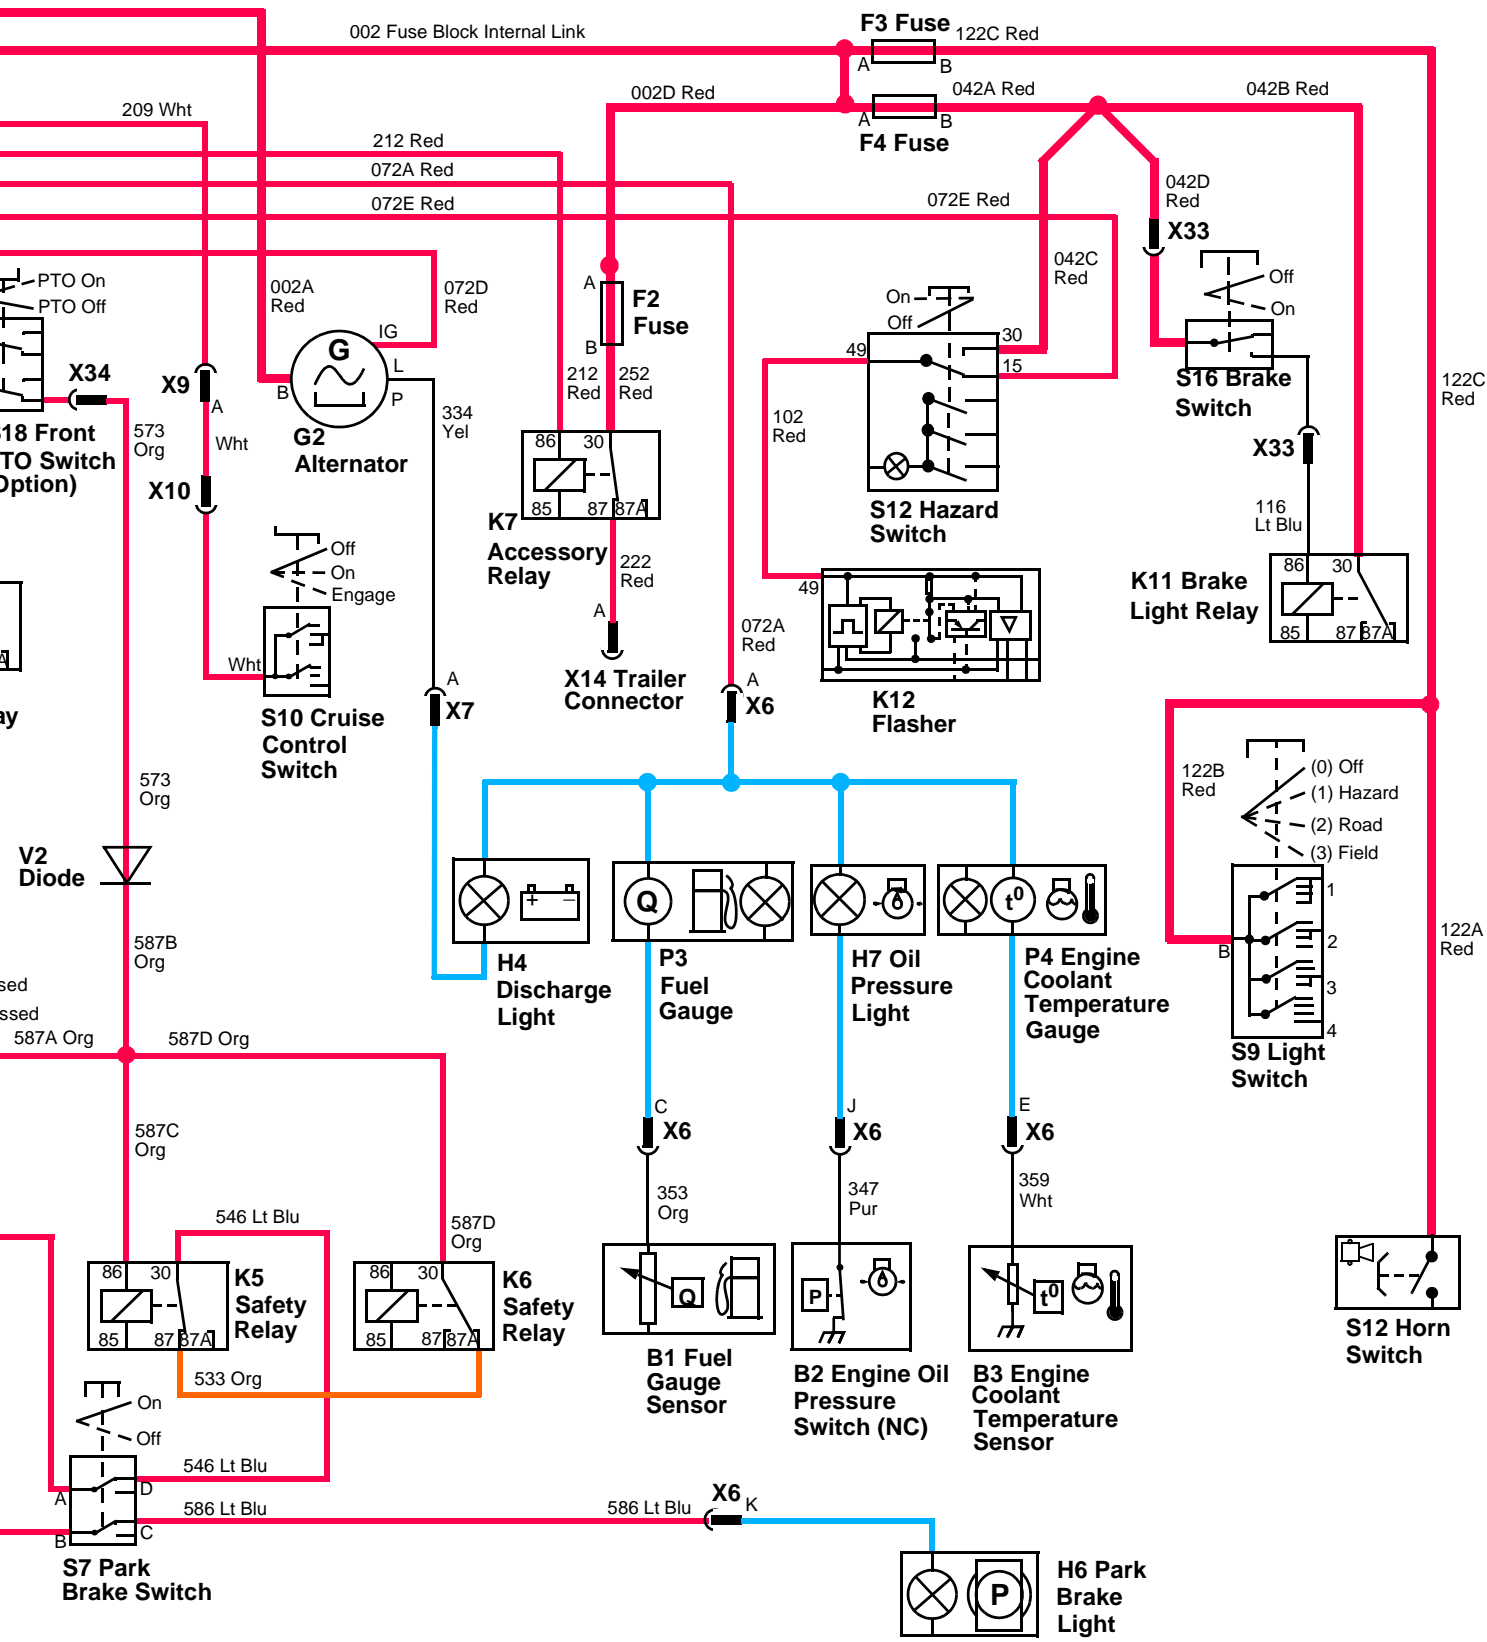 002 Fuse Block Internal Link
F3 Fuse
122C Red
A
B
002D Red
042A Red
042B Red
A
B
F4 Fuse
209 Wht
212 Red
072A Red
072E Red
072E Red
042D
Red
X33
PTO On
PTO Off
002A
Red
072D
Red
A
F2
Fuse
B
042C
Red
On
Off
30
15
49
Off
On
S16 Brake
Switch
IG
G
L
B
P
G2
Alternator
X34
X9
A
573
Org
Wht
X10
S18 Front
TO Switch
Option)
334
Yel
212
Red
252
Red
86
30
85
87
87A
K7
Accessory
Relay
222
Red
A
X14 Trailer
Connector
102
Red
S12 Hazard
Switch
49
K12
Flasher
122C
Red
X33
116
Lt Blu
86
30
85
87
87A
K11 Brake
Light Relay
Off
On
Engage
Wht
S10 Cruise
Control
Switch
A
ay
A
X7
072A
Red
A
X6
573
Org
V2
Diode
587B
Org
122B
Red
(0) Off
(1) Hazard
(2) Road
(3) Field
1
2
3
4
B
S9 Light
Switch
122A
Red
+ −
H4
Discharge
Light
Q
P3
Fuel
Gauge
H7 Oil
Pressure
Light
t0
P4 Engine
Coolant
Temperature
Gauge
sed
ssed
587A Org
587D Org
587C
Org
C
X6
J
X6
E
X6
353
Org
347
Pur
359
Wht
546 Lt Blu
587D
Org
86
30
85
87
87A
K5
Safety
Relay
86
30
85
87
87A
K6
Safety
Relay
533 Org
Q
B1 Fuel
Gauge
Sensor
P
B2 Engine Oil
Pressure
Switch (NC)
t0
B3 Engine
Coolant
Temperature
Sensor
S12 Horn
Switch
On
Off
546 Lt Blu
A
D
586 Lt Blu
586 Lt Blu
X6
K
B
C
S7 Park
Brake Switch
P
H6 Park
Brake
Light